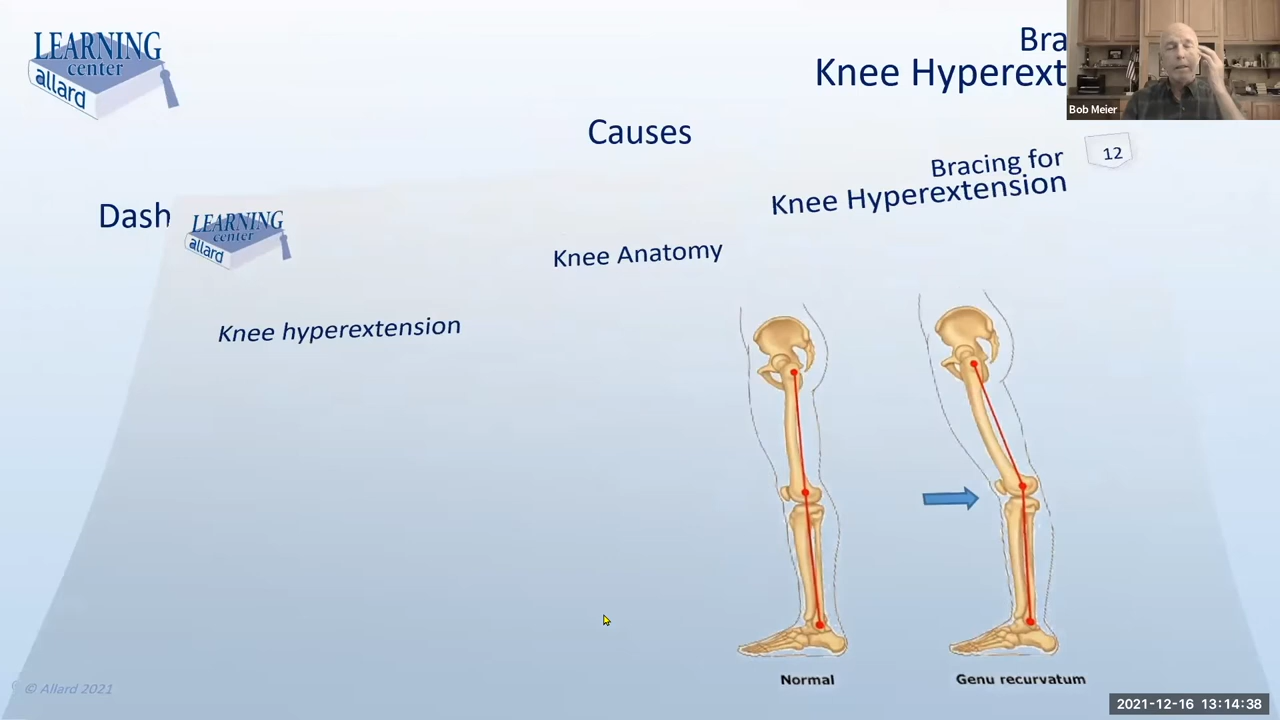 LEARNING
center
allard
Bra
Knee Hyperext
Bob Meier
Causes
12
Bracing for
Knee Hyperextension
Dash
LEARNING
center
allard
Knee Anatomy
Knee hyperextension
Normal
Genu recurvatum
© Allard 2021
2021-12-16 13:14:38